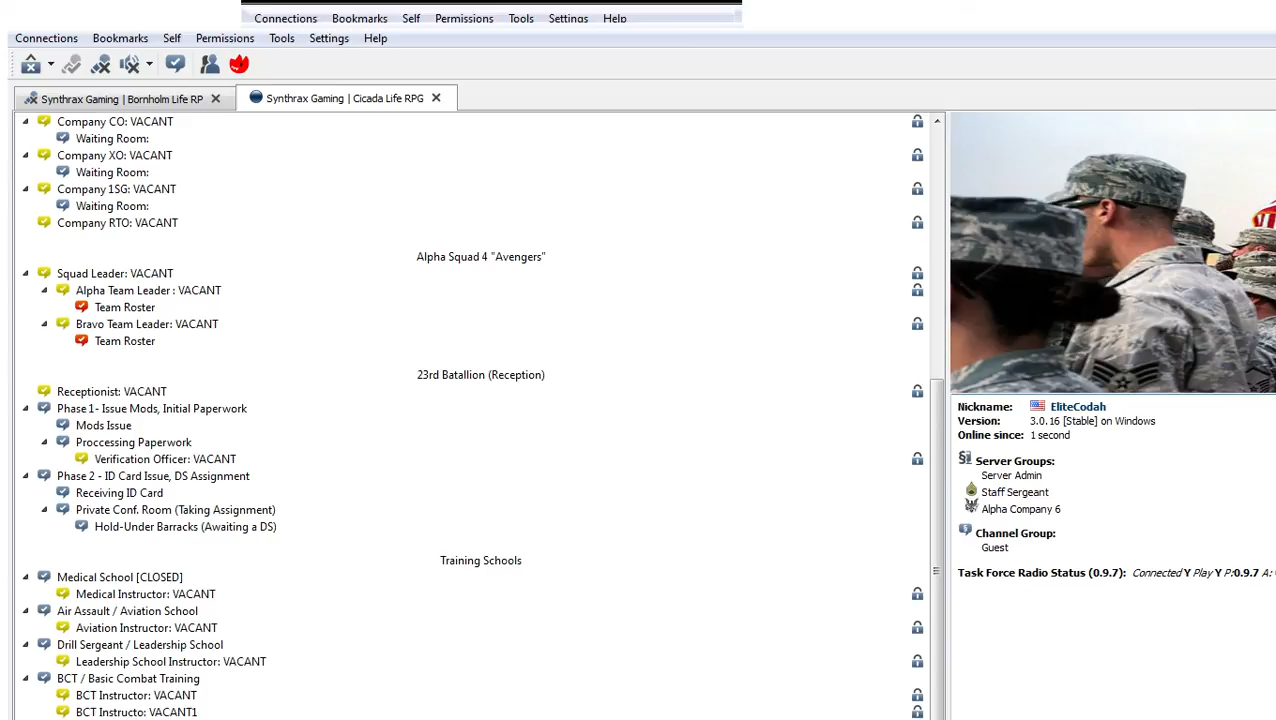 Connections Bookmarks Self Permissions Tools Settings Help
Connections Bookmarks Self Permissions Tools Settings Help
Synthrax Gaming | Bornholm Life RP Synthrax Gaming | Cicada Life RPG
Company CO: VACANT
Waiting Room:
Company XO: VACANT
Waiting Room:
Company 1SG: VACANT
Waiting Room:
Company RTO: VACANT
Alpha Squad 4 "Avengers"
Squad Leader: VACANT
Alpha Team Leader : VACANT
Team Roster
Bravo Team Leader: VACANT
Team Roster
23rd Batallion (Reception)
Receptionist: VACANT
Phase 1- Issue Mods, Initial Paperwork
Mods Issue
Proccessing Paperwork
Verification Officer: VACANT
Phase 2 - ID Card Issue, DS Assignment
Receiving ID Card
Private Conf. Room (Taking Assignment)
Hold-Under Barracks (Awaiting a DS)
Training Schools
Medical School [CLOSED]
Medical Instructor: VACANT
Air Assault / Aviation School
Aviation Instructor: VACANT
Drill Sergeant / Leadership School
Leadership School Instructor: VACANT
BCT / Basic Combat Training
BCT Instructor: VACANT
BCT Instructo: VACANT1
Nickname: EliteCodah
Version: 3.0.16 [Stable] on Windows
Online since: 1 second
Server Groups:
Server Admin
Staff Sergeant
Alpha Company 6
Channel Group:
Guest
Task Force Radio Status (0.9.7): Connected Y Play Y P:0.9.7 A: